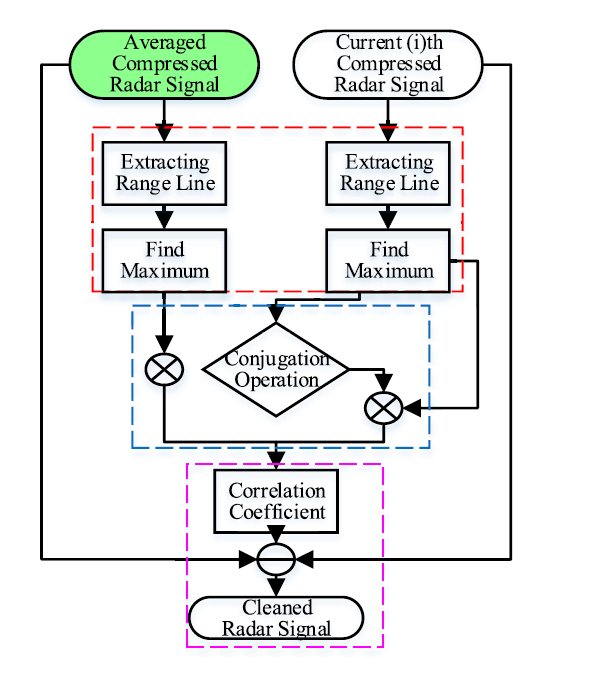 Averaged
Compressed
Radar Signal
Current (i)th
Compressed
Radar Signal
Extracting
Range Line
Extracting
Range Line
Find
Maximum
Find
Maximum
Conjugation
Operation
Correlation
Coefficient
Cleaned
Radar Signal